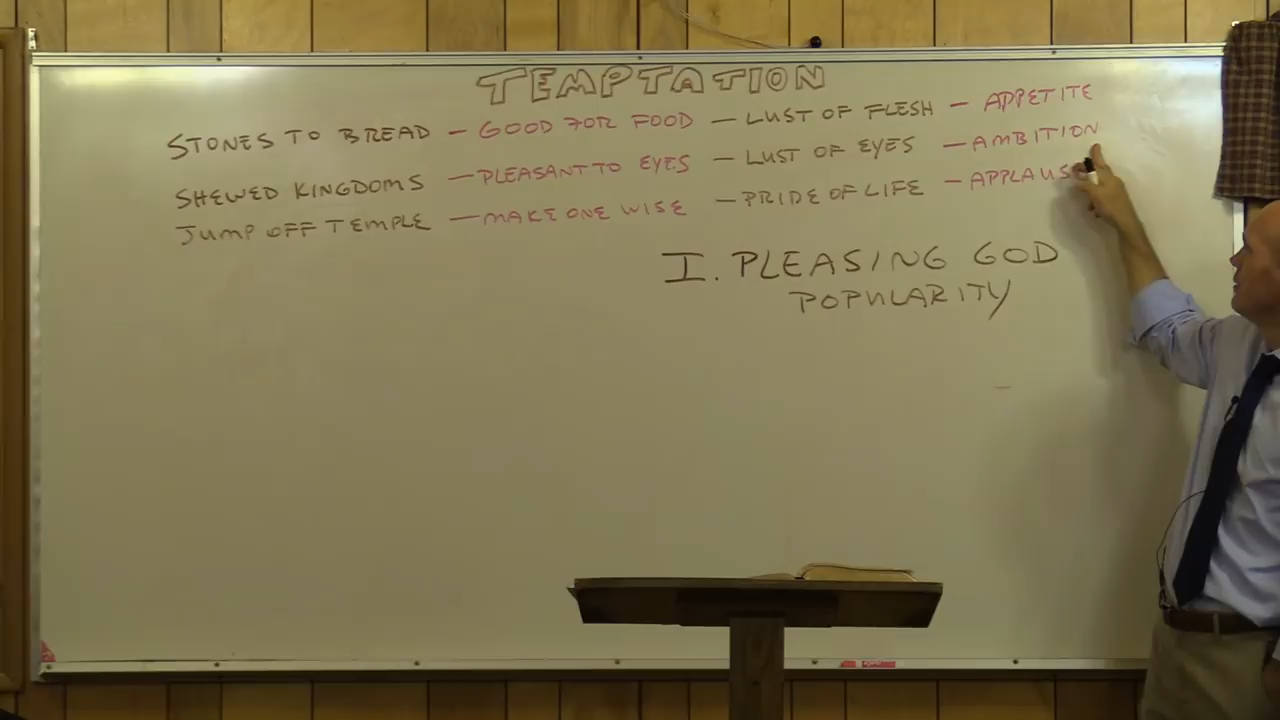 TEMPTATION
STONES TO BREAD - GOOD FOR FOOD - LUST OF FLESH - APPETITE
SHEWED KINGDOMS - PLEASANT TO EYES - LUST OF EYES - AMBITION
JUMP OFF TEMPLE - MAKE ONE WISE - PRIDE OF LIFE - APPLAUS
I. PLEASING GOD
POPULARITY